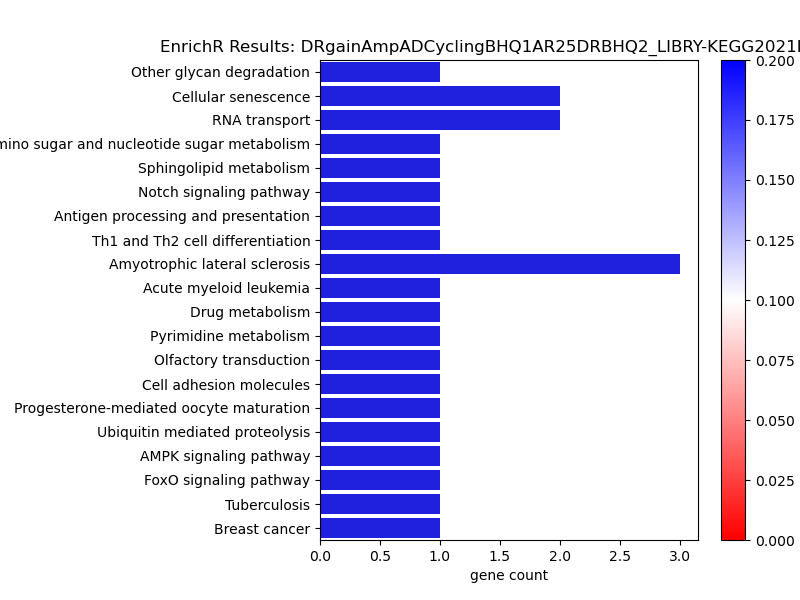 EnrichR Results: DRgainAmpADCyclingBHQ1AR25DRBHQ2_LIBRY-KEGG2021
Other glycan degradation
Cellular senescence
RNA transport
mino sugar and nucleotide sugar metabolism
Sphingolipid metabolism
Notch signaling pathway
Antigen processing and presentation
Th1 and Th2 cell differentiation
Amyotrophic lateral sclerosis
Acute myeloid leukemia
Drug metabolism
Pyrimidine metabolism
Olfactory transduction
Cell adhesion molecules
Progesterone-mediated oocyte maturation
Ubiquitin mediated proteolysis
AMPK signaling pathway
FoxO signaling pathway
Tuberculosis
Breast cancer
0.0 0.5 1.0 1.5 2.0 2.5 3.0
gene count
0.200
0.175
0.150
0.125
0.100
0.075
0.050
0.025
0.000